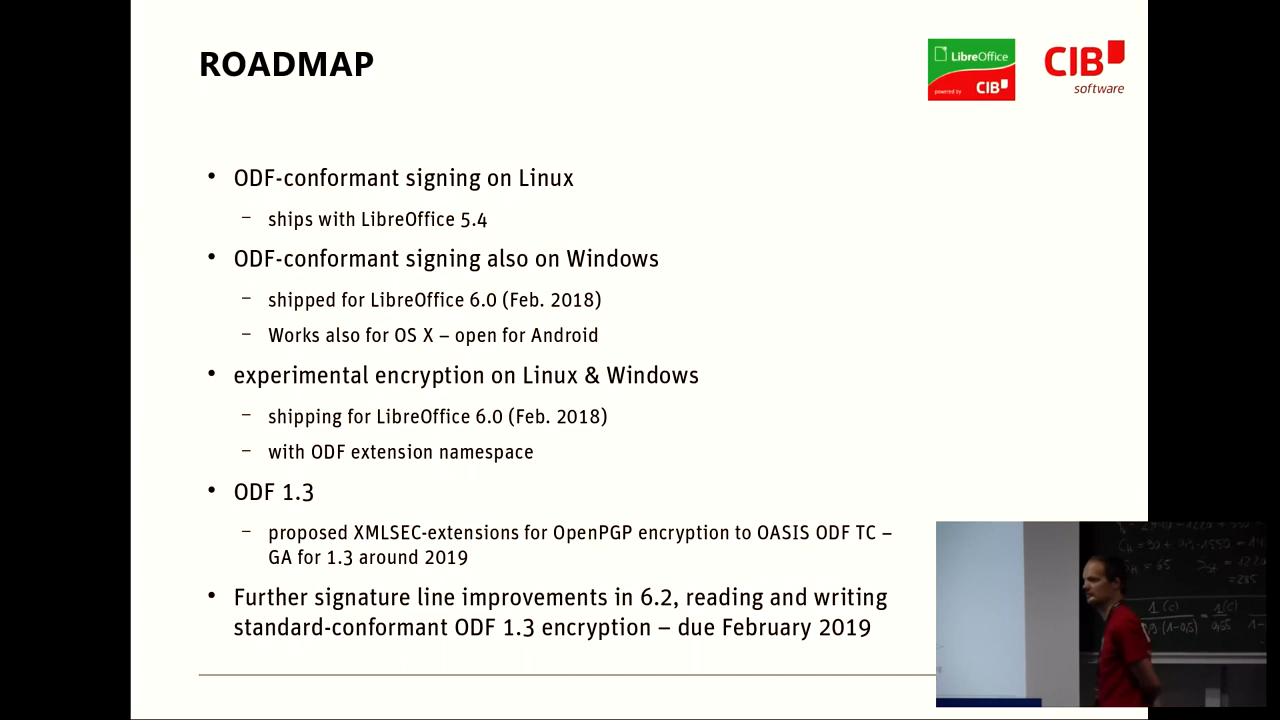 ROADMAP
LibreOffice
powered by CIB
CIB
software
• ODF-conformant signing on Linux
– ships with LibreOffice 5.4
• ODF-conformant signing also on Windows
– shipped for LibreOffice 6.0 (Feb. 2018)
– Works also for OS X – open for Android
• experimental encryption on Linux & Windows
– shipping for LibreOffice 6.0 (Feb. 2018)
– with ODF extension namespace
• ODF 1.3
– proposed XMLSEC-extensions for OpenPGP encryption to OASIS ODF TC –
GA for 1.3 around 2019
• Further signature line improvements in 6.2, reading and writing
standard-conformant ODF 1.3 encryption – due February 2019